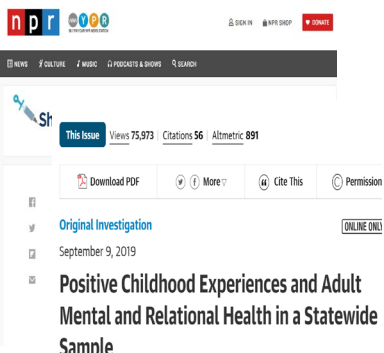 npr WYPR
SIGN IN NPR SHOP DONATE
NEWS CULTURE MUSIC PODCASTS & SHOWS SEARCH
Sh
This Issue Views 75,973 Citations 56 Altmetric 891
Download PDF More Cite This Permission
Original Investigation ONLINE ONLY
September 9, 2019
Positive Childhood Experiences and Adult
Mental and Relational Health in a Statewide
Sample